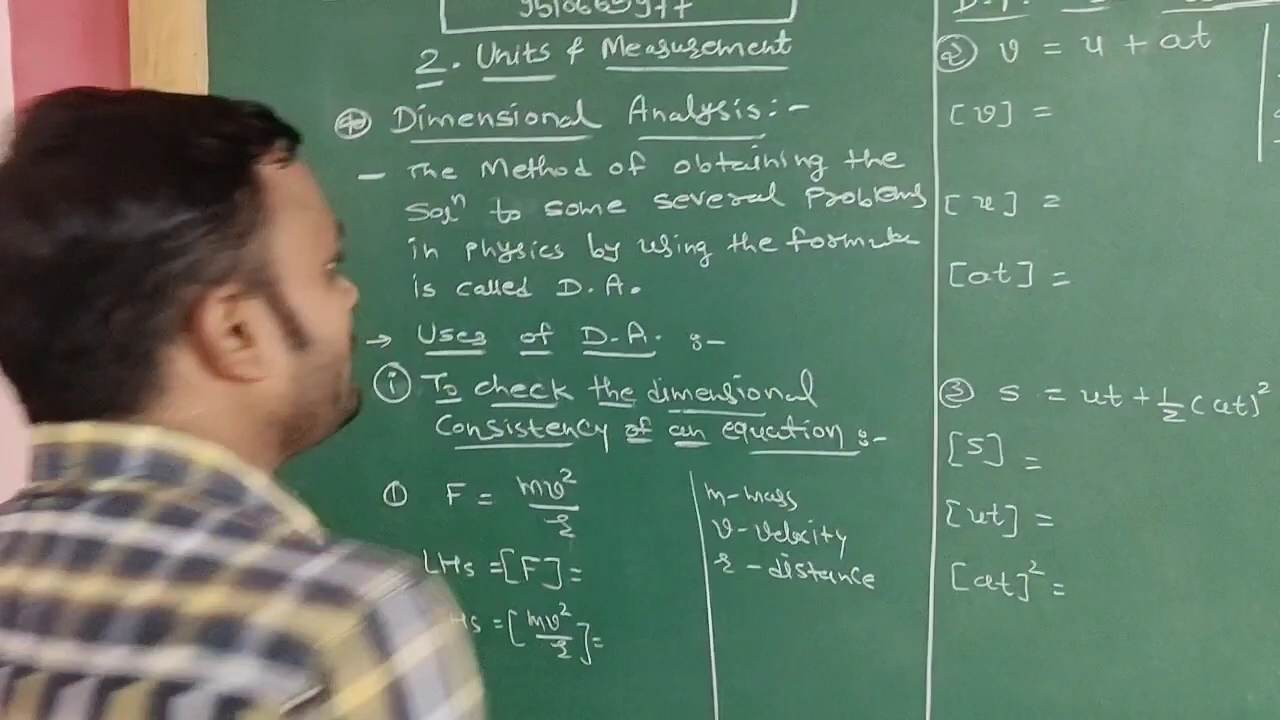 2. Units & Measurement
Dimensional Analysis:-
- The Method of obtaining the
Solⁿ to some several Problems
in physics by using the formula
is called D.A.
→ Uses of D.A. :-
(i) To check the dimensional
Consistency of an equation :-
① F = mv²/r
LHS = [F] =
HS = [mv²/r] =
m - mass
v - velocity
r - distance
② v = u + at
[v] =
[u] =
[at] =
③ s = ut + 1/2 (at)²
[S] =
[ut] =
[at]² =